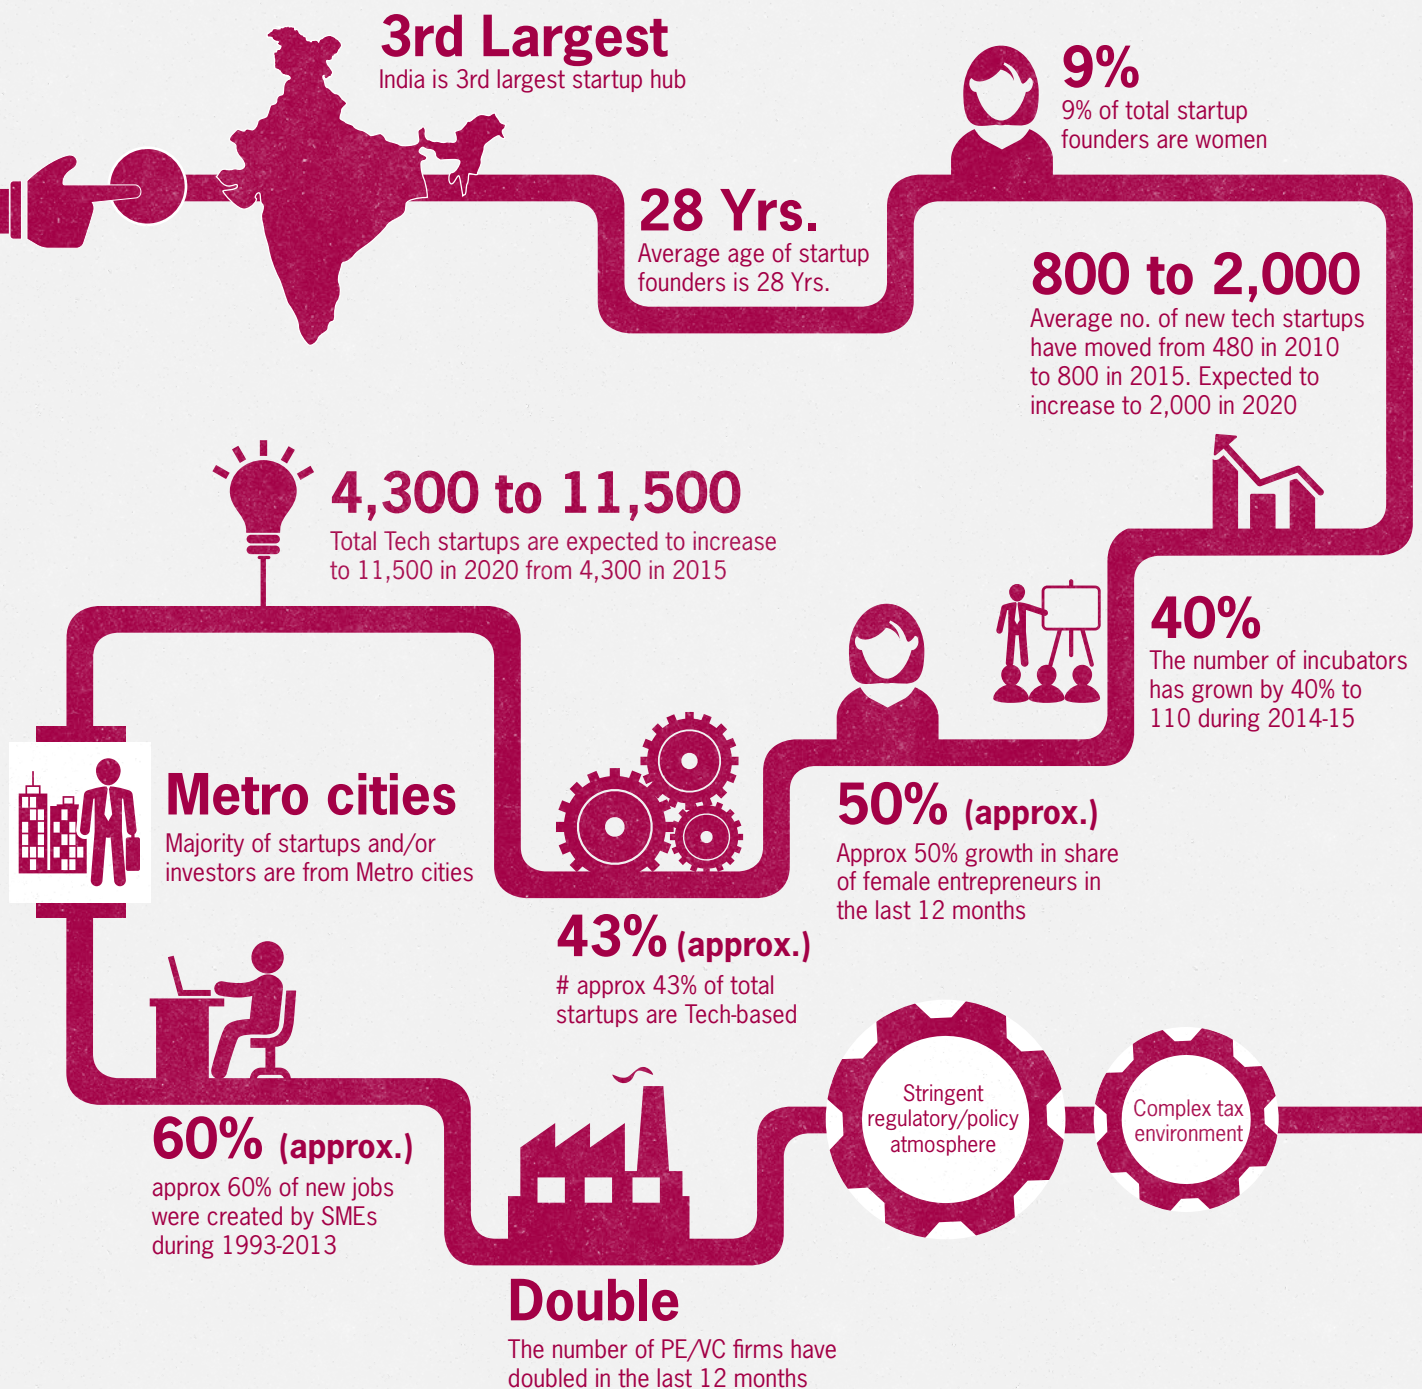 3rd Largest
India is 3rd largest startup hub
9%
9% of total startup
founders are women
28 Yrs.
Average age of startup
founders is 28 Yrs.
800 to 2,000
Average no. of new tech startups
have moved from 480 in 2010
to 800 in 2015. Expected to
increase to 2,000 in 2020
4,300 to 11,500
Total Tech startups are expected to increase
to 11,500 in 2020 from 4,300 in 2015
40%
The number of incubators
has grown by 40% to
110 during 2014-15
Metro cities
Majority of startups and/or
investors are from Metro cities
50% (approx.)
Approx 50% growth in share
of female entrepreneurs in
the last 12 months
43% (approx.)
# approx 43% of total
startups are Tech-based
60% (approx.)
approx 60% of new jobs
were created by SMEs
during 1993-2013
Stringent
regulatory/policy
atmosphere
Complex tax
environment
Double
The number of PE/VC firms have
doubled in the last 12 months